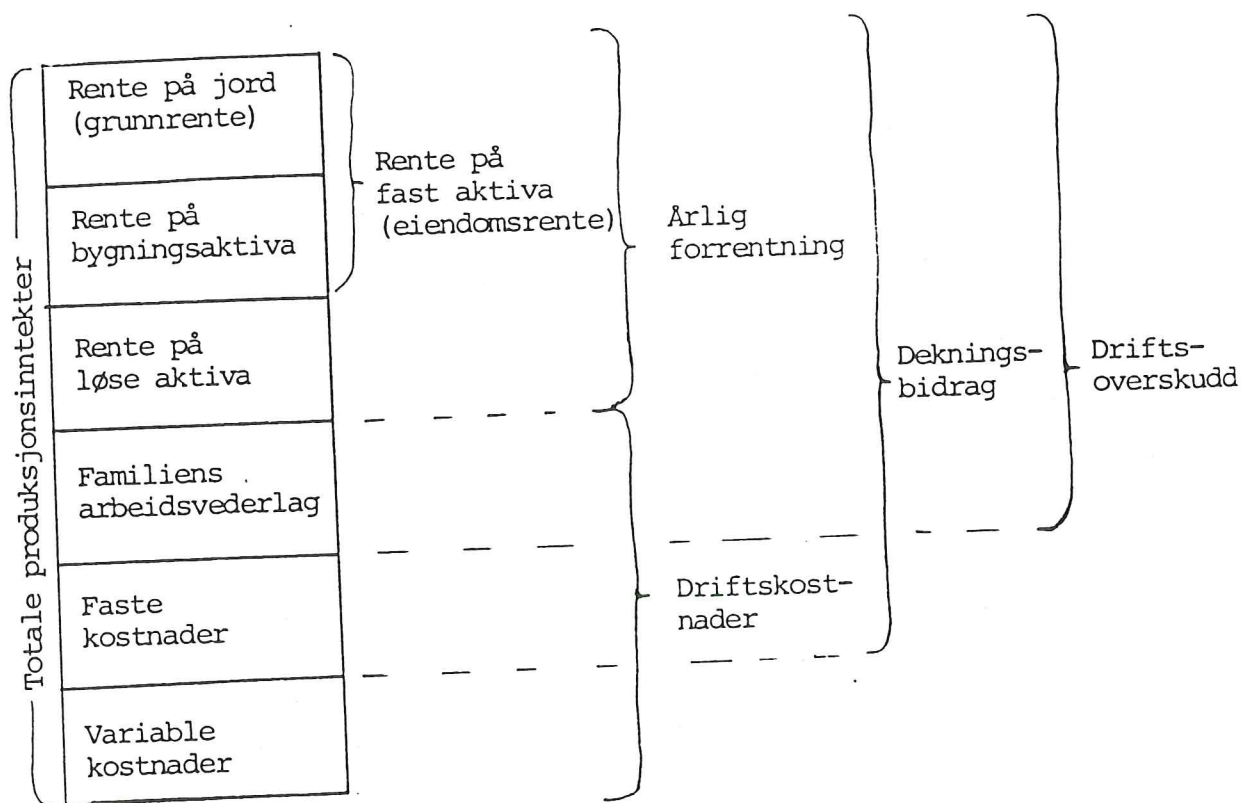 Totale produksjonsinntekter
Rente på jord
(grunnrente)
Rente på
bygningsaktiva
Rente på
løse aktiva
Familiens
arbeidsvederlag
Faste
kostnader
Variable
kostnader
Rente på
fast aktiva
(eiendomsrente)
Årlig
forrentning
Driftskost-
nader
Deknings-
bidrag
Drifts-
overskudd